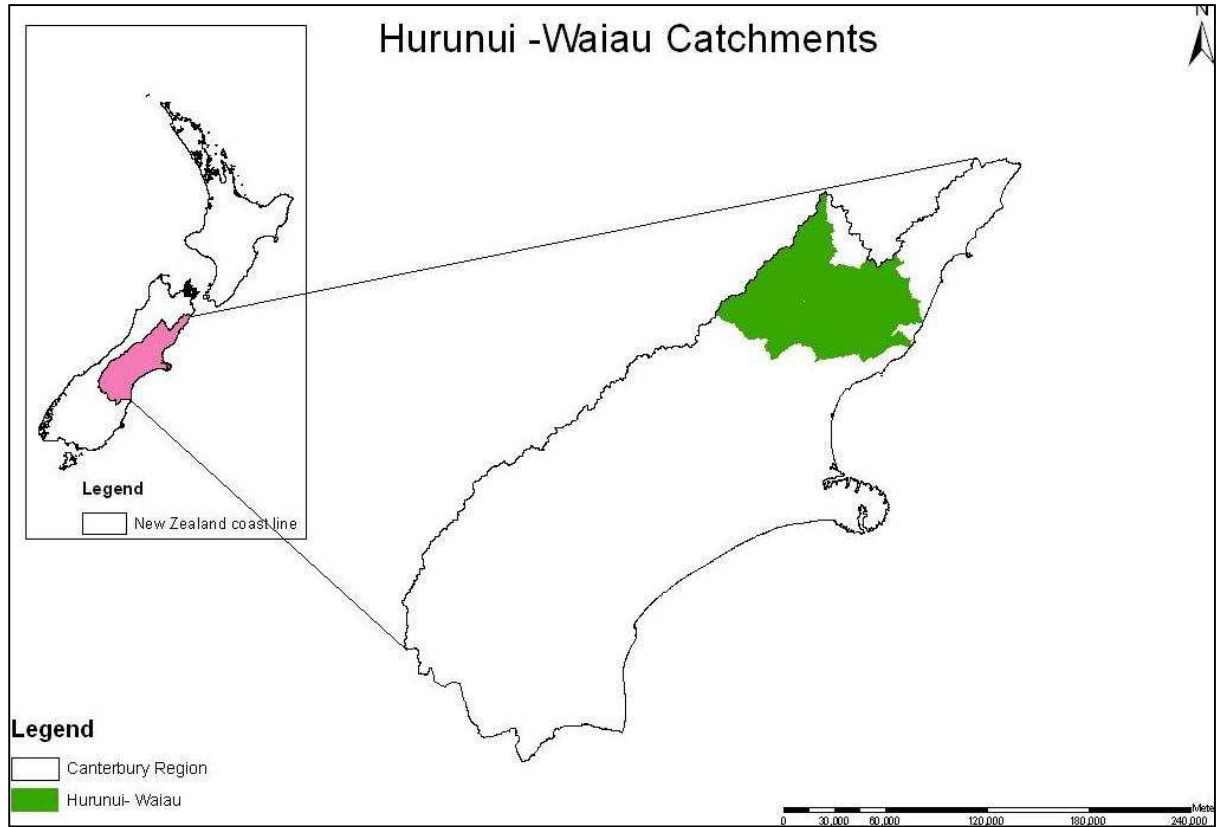 Hurunui -Waiau Catchments
N
Legend
New Zealand coast line
Legend
Canterbury Region
Hurunui- Waiau
Mete
0 30,000 60,000 120,000 180,000 240,000